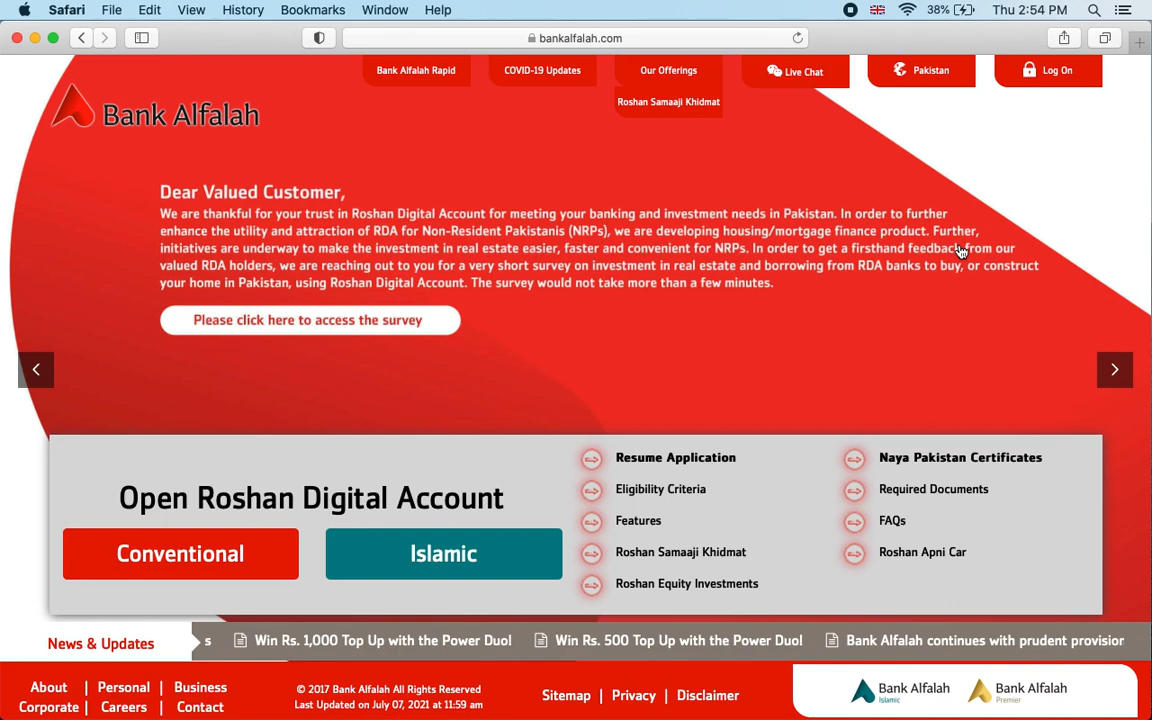 Safari File Edit View History Bookmarks Window Help 38% Thu 2:54 PM
bankalfalah.com
Bank Alfalah Rapid COVID-19 Updates Our Offerings Live Chat Pakistan Log On
Roshan Samaaji Khidmat
Bank Alfalah
Dear Valued Customer,
We are thankful for your trust in Roshan Digital Account for meeting your banking and investment needs in Pakistan. In order to further
enhance the utility and attraction of RDA for Non-Resident Pakistanis (NRPs), we are developing housing/mortgage finance product. Further,
initiatives are underway to make the investment in real estate easier, faster and convenient for NRPs. In order to get a firsthand feedback from our
valued RDA holders, we are reaching out to you for a very short survey on investment in real estate and borrowing from RDA banks to buy, or construct
your home in Pakistan, using Roshan Digital Account. The survey would not take more than a few minutes.
Please click here to access the survey
Open Roshan Digital Account
Conventional Islamic
Resume Application
Eligibility Criteria
Features
Roshan Samaaji Khidmat
Roshan Equity Investments
Naya Pakistan Certificates
Required Documents
FAQs
Roshan Apni Car
News & Updates s Win Rs. 1,000 Top Up with the Power Duo! Win Rs. 500 Top Up with the Power Duo! Bank Alfalah continues with prudent provisior
About | Personal | Business
Corporate | Careers | Contact
© 2017 Bank Alfalah All Rights Reserved
Last Updated on July 07, 2021 at 11:59 am
Sitemap | Privacy | Disclaimer
Bank Alfalah
Islamic
Bank Alfalah
Premier